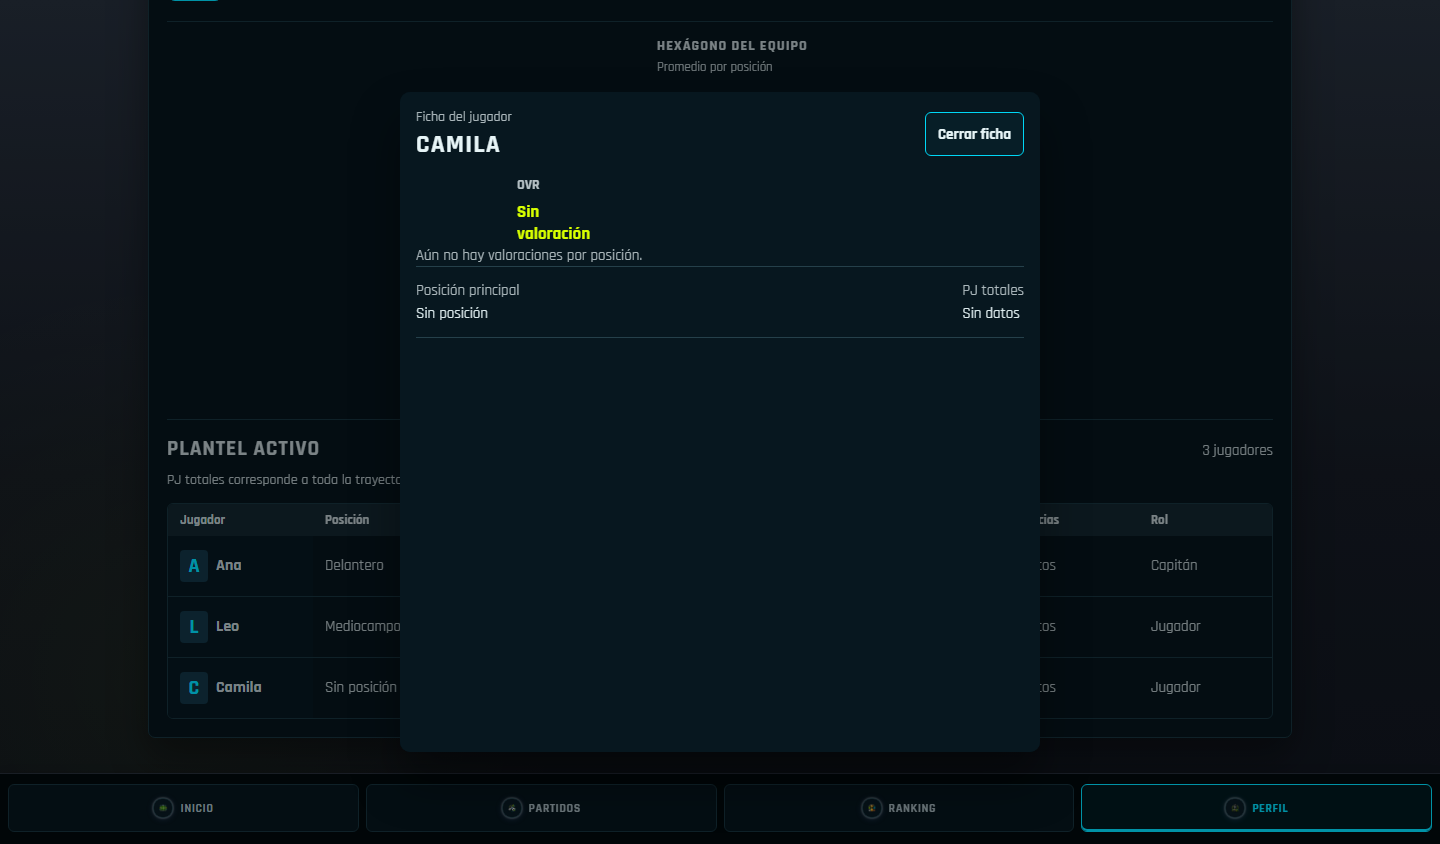 HEXÁGONO DEL EQUIPO
Promedio por posición
Ficha del jugador
CAMILA
Cerrar ficha
OVR
Sin
valoración
Aún no hay valoraciones por posición.
Posición principal
PJ totales
Sin posición
Sin datos
PLANTEL ACTIVO
3 jugadores
PJ totales corresponde a toda la
Jugador
Posición
Rol
A
Ana
Delantero
Capitán
L
Leo
Mediocampo
Jugador
C
Camila
Sin posición
Jugador
INICIO
PARTIDOS
RANKING
PERFIL